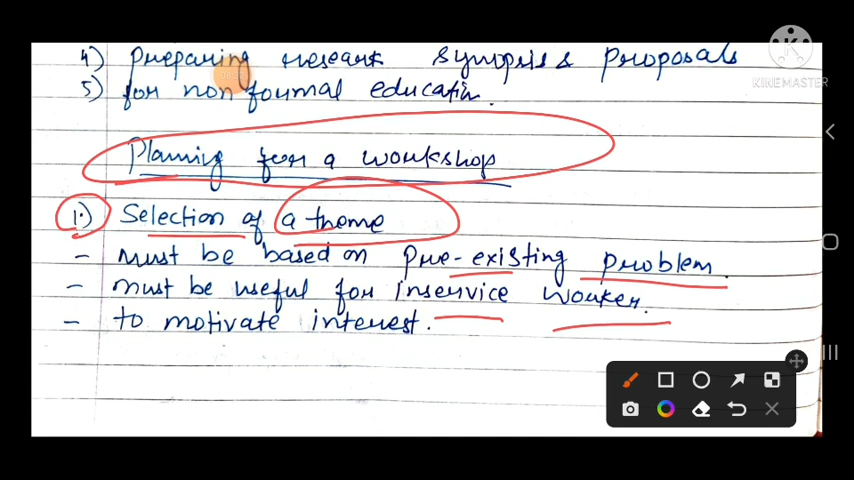 4) Preparing researk synopsis & proposals
5) for non formal education.
Planning for a workshop
1.) Selection of a theme
- must be based on pre-existing problem.
- must be useful for inservice worker.
- to motivate interest.
KINEMASTER